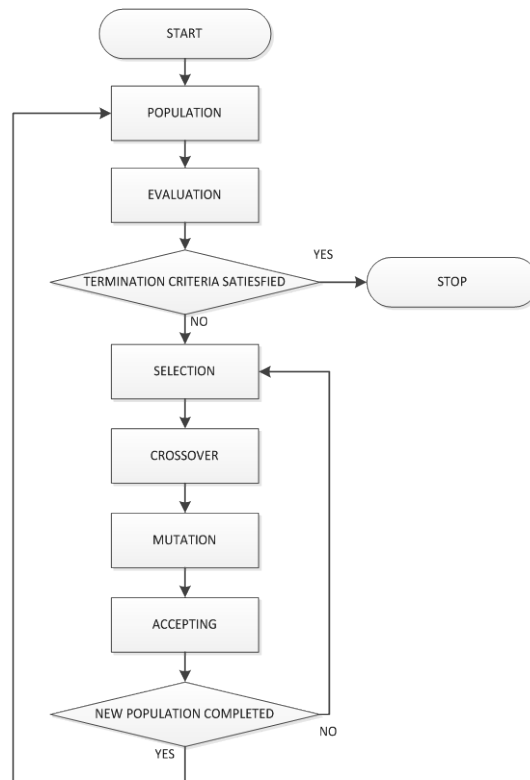 START
POPULATION
EVALUATION
TERMINATION CRITERIA SATIESFIED
YES
STOP
NO
SELECTION
CROSSOVER
MUTATION
ACCEPTING
NEW POPULATION COMPLETED
NO
YES